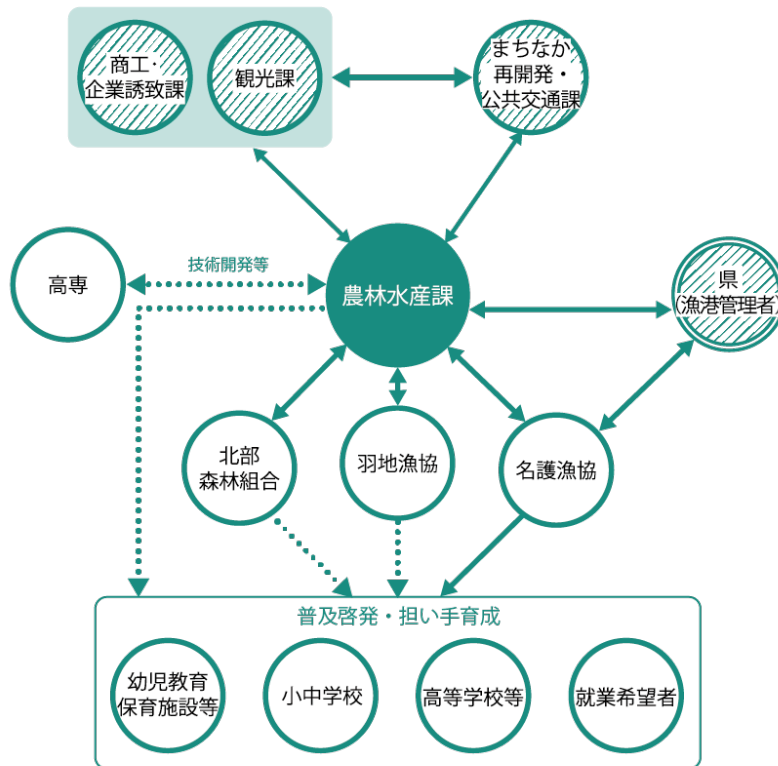 商工・
企業誘致課
観光課
まちなか
再開発・
公共交通課
高専
技術開発等
農林水産課
県
(漁港管理者)
北部
森林組合
羽地漁協
名護漁協
普及啓発・担い手育成
幼児教育
保育施設等
小中学校
高等学校等
就業希望者